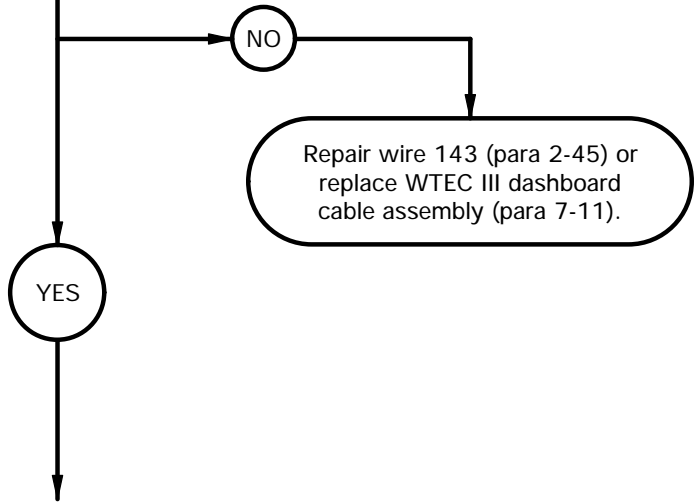 NO
Repair wire 143 (para 2-45) or
replace WTEC III dashboard
cable assembly (para 7-11).
YES